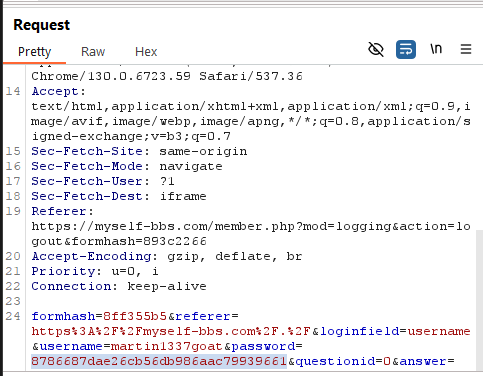 Request
Pretty Raw Hex \n
Chrome/130.0.6723.59 Safari/537.36
14 Accept:
text/html,application/xhtml+xml,application/xml;q=0.9,i
mage/avif,image/webp,image/apng,*/*;q=0.8,application/s
igned-exchange;v=b3;q=0.7
15 Sec-Fetch-Site: same-origin
16 Sec-Fetch-Mode: navigate
17 Sec-Fetch-User: ?1
18 Sec-Fetch-Dest: iframe
19 Referer:
https://myself-bbs.com/member.php?mod=logging&action=lo
gout&formhash=893c2266
20 Accept-Encoding: gzip, deflate, br
21 Priority: u=0, i
22 Connection: keep-alive
23
24 formhash=8ff355b5&referer=
https%3A%2F%2Fmyself-bbs.com%2F.%2F&loginfield=username
&username=martin1337goat&password=
8786687dae26cb56db986aac79939661&questionid=0&answer=